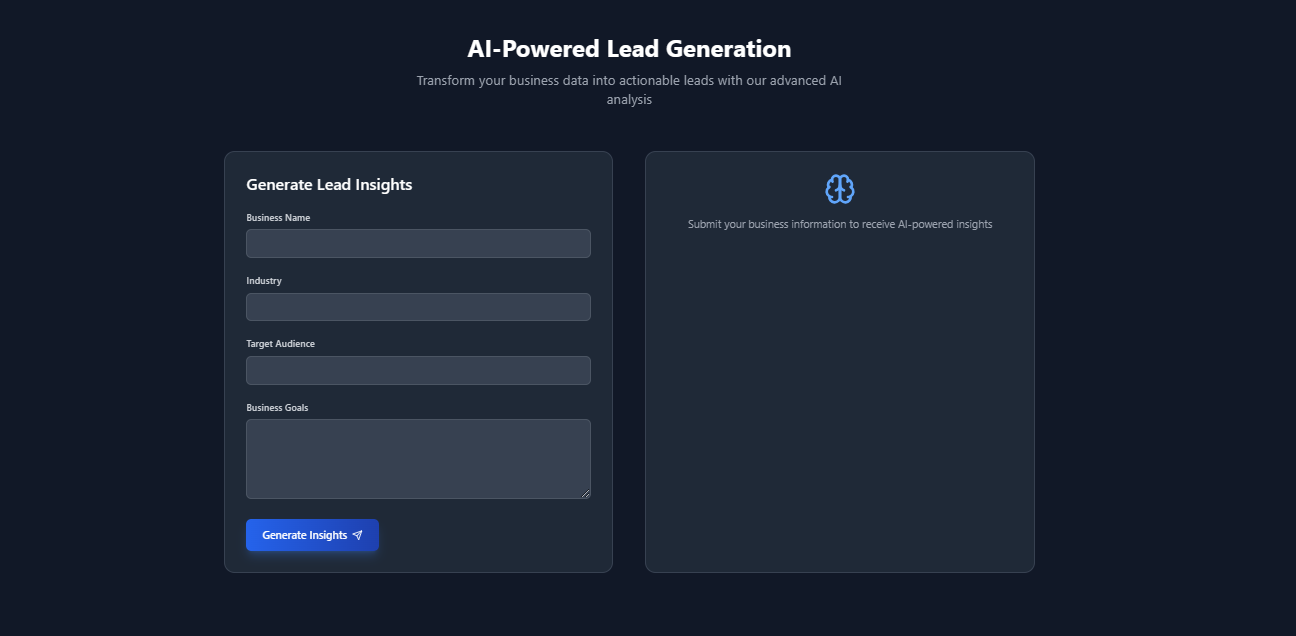 AI-Powered Lead Generation
Transform your business data into actionable leads with our advanced AI
analysis
Generate Lead Insights
Business Name
Industry
Target Audience
Business Goals
Generate Insights
Submit your business information to receive AI-powered insights